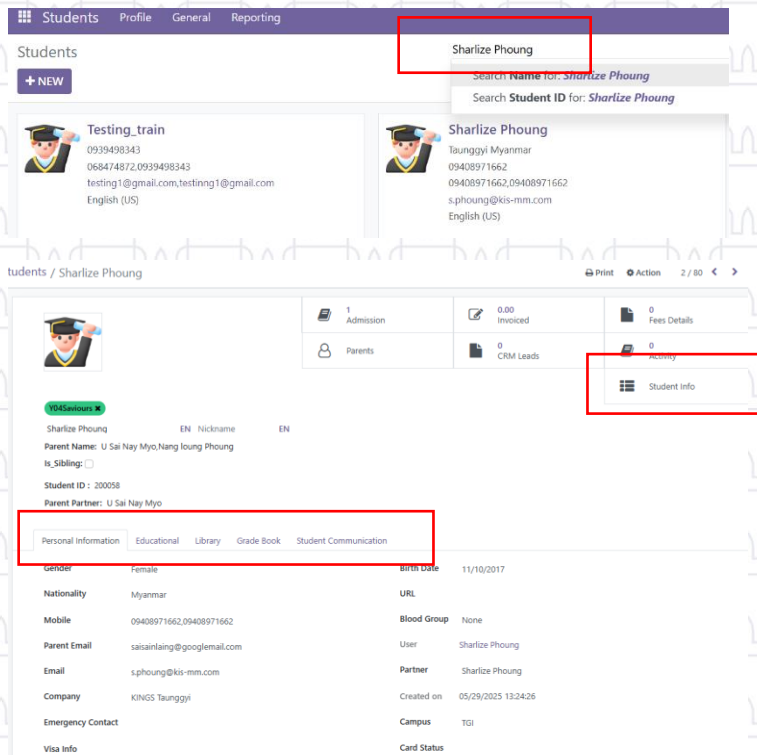 Students Profile General Reporting
Students
Sharlize Phoung
+ NEW
Search Name for: Sharlize Phoung
Search Student ID for: Sharlize Phoung
Testing_train
0939498343
068474872,0939498343
testing1@gmail.com,testinng1@gmail.com
English (US)
Sharlize Phoung
Taunggyi Myanmar
09408971662
09408971662,09408971662
s.phoung@kis-mm.com
English (US)
tudents / Sharlize Phoung
Print Action 2 / 80
1
Admission
0.00
Invoiced
0
Fees Details
Parents
0
CRM Leads
0
Activity
Student Info
Y04Saviours ×
Sharlize Phoung EN Nickname EN
Parent Name: U Sai Nay Myo,Nang loung Phoung
Is_Sibling:
Student ID : 200058
Parent Partner: U Sai Nay Myo
Personal Information Educational Library Grade Book Student Communication
Gender Female Birth Date 11/10/2017
Nationality Myanmar URL
Mobile 09408971662,09408971662 Blood Group None
Parent Email saisainlaing@googlemail.com User Sharlize Phoung
Email s.phoung@kis-mm.com Partner Sharlize Phoung
Company KINGS Taunggyi Created on 05/29/2025 13:24:26
Emergency Contact Campus TGI
Visa Info Card Status